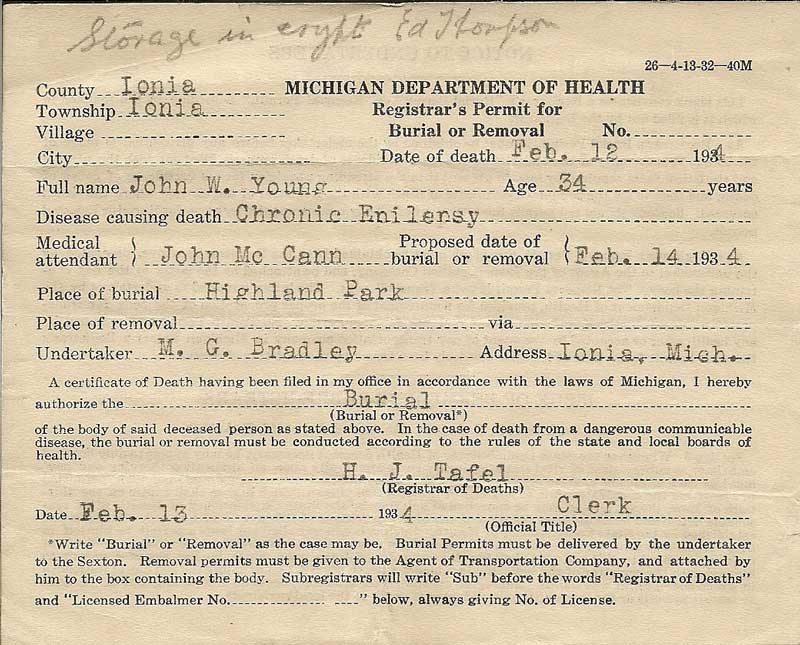 Storage in crypt Ed Thompson
26—4-13-32—40M
County Ionia MICHIGAN DEPARTMENT OF HEALTH
Township Ionia Registrar's Permit for
Village Burial or Removal No.
City Date of death Feb. 12 1934
Full name John W. Young Age 34 years
Disease causing death Chronic Enilensy
Medical attendant John Mc Cann Proposed date of burial or removal Feb. 14 1934
Place of burial Highland Park
Place of removal via
Undertaker M. G. Bradley Address Ionia, Mich.
A certificate of Death having been filed in my office in accordance with the laws of Michigan, I hereby
authorize the Burial
(Burial or Removal*)
of the body of said deceased person as stated above. In the case of death from a dangerous communicable
disease, the burial or removal must be conducted according to the rules of the state and local boards of
health.
H. J. Tafel
(Registrar of Deaths)
Date Feb. 13 1934 Clerk
(Official Title)
*Write "Burial" or "Removal" as the case may be. Burial Permits must be delivered by the undertaker
to the Sexton. Removal permits must be given to the Agent of Transportation Company, and attached by
him to the box containing the body. Subregistrars will write "Sub" before the words "Registrar of Deaths"
and "Licensed Embalmer No. " below, always giving No. of License.